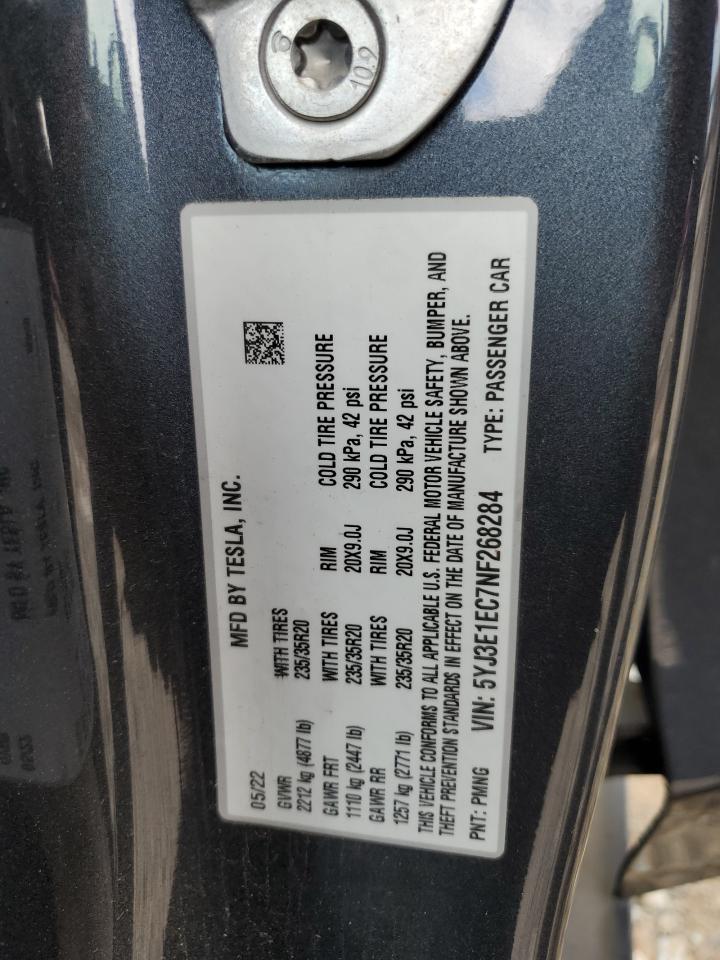 10.9
MFD BY TESLA, INC.
05/22
GVWR WITH TIRES
2212 kg (4877 lb) 235/35R20
GAWR FRT WITH TIRES RIM COLD TIRE PRESSURE
1110 kg (2447 lb) 235/35R20 20X9.0J 290 kPa, 42 psi
GAWR RR WITH TIRES RIM COLD TIRE PRESSURE
1257 kg (2771 lb) 235/35R20 20X9.0J 290 kPa, 42 psi
THIS VEHICLE CONFORMS TO ALL APPLICABLE U.S. FEDERAL MOTOR VEHICLE SAFETY, BUMPER, AND
THEFT PREVENTION STANDARDS IN EFFECT ON THE DATE OF MANUFACTURE SHOWN ABOVE.
PNT: PMNG VIN: 5YJ3E1EC7NF268284 TYPE: PASSENGER CAR